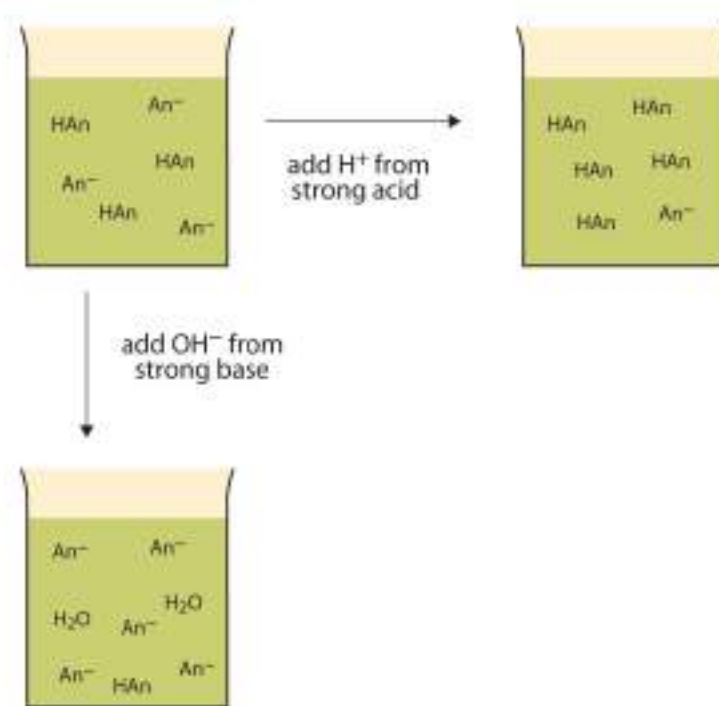 HAn
An⁻
An⁻
HAn
HAn
An⁻
add H⁺ from
strong acid
HAn
HAn
HAn
HAn
HAn
An⁻
add OH⁻ from
strong base
An⁻
An⁻
H₂O
An⁻
H₂O
An⁻
HAn
An⁻